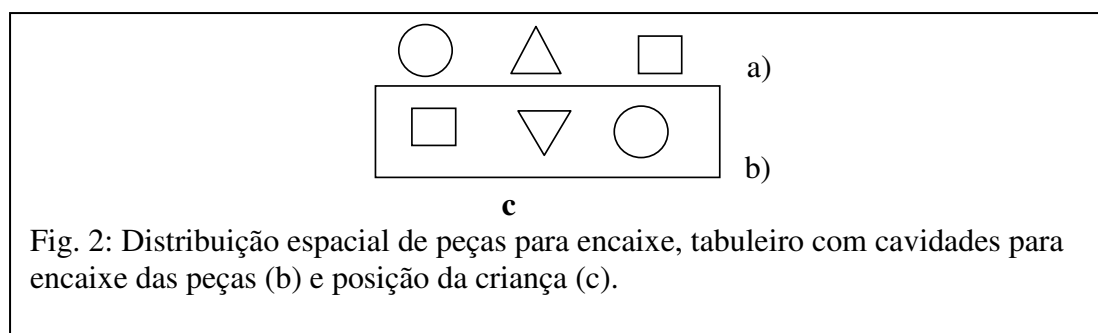 a)
b)
c
Fig. 2: Distribuição espacial de peças para encaixe, tabuleiro com cavidades para
encaixe das peças (b) e posição da criança (c).